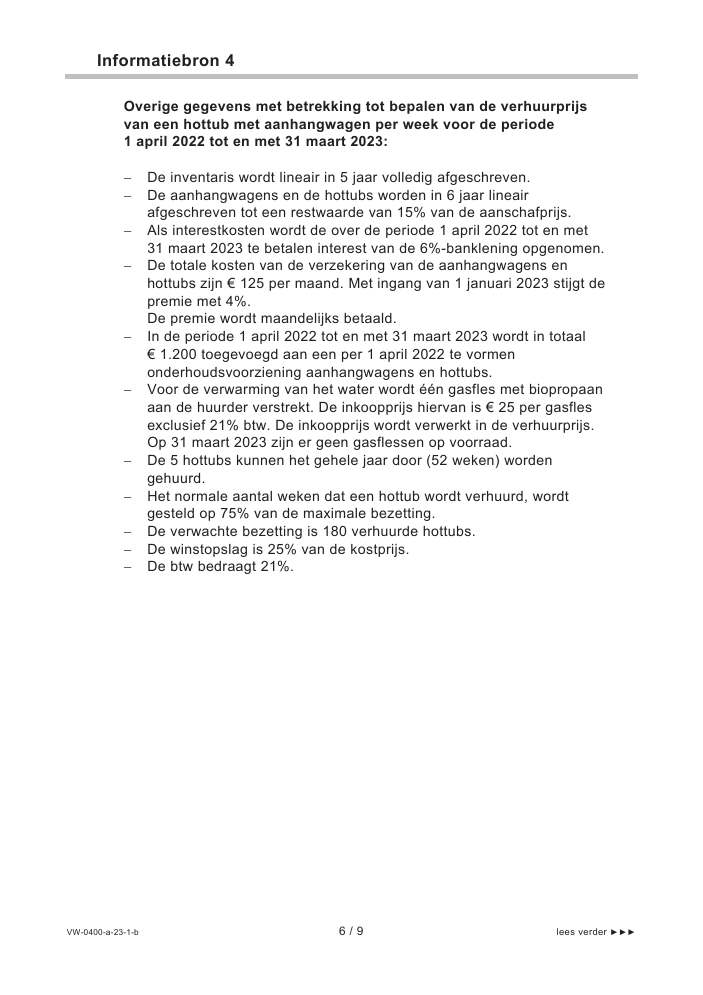 Informatiebron 4
Overige gegevens met betrekking tot bepalen van de verhuurprijs
van een hottub met aanhangwagen per week voor de periode
1 april 2022 tot en met 31 maart 2023:
– De inventaris wordt lineair in 5 jaar volledig afgeschreven.
– De aanhangwagens en de hottubs worden in 6 jaar lineair
afgeschreven tot een restwaarde van 15% van de aanschafprijs.
– Als interestkosten wordt de over de periode 1 april 2022 tot en met
31 maart 2023 te betalen interest van de 6%-banklening opgenomen.
– De totale kosten van de verzekering van de aanhangwagens en
hottubs zijn € 125 per maand. Met ingang van 1 januari 2023 stijgt de
premie met 4%.
De premie wordt maandelijks betaald.
– In de periode 1 april 2022 tot en met 31 maart 2023 wordt in totaal
€ 1.200 toegevoegd aan een per 1 april 2022 te vormen
onderhoudsvoorziening aanhangwagens en hottubs.
– Voor de verwarming van het water wordt één gasfles met biopropaan
aan de huurder verstrekt. De inkoopprijs hiervan is € 25 per gasfles
exclusief 21% btw. De inkoopprijs wordt verwerkt in de verhuurprijs.
Op 31 maart 2023 zijn er geen gasflessen op voorraad.
– De 5 hottubs kunnen het gehele jaar door (52 weken) worden
gehuurd.
– Het normale aantal weken dat een hottub wordt verhuurd, wordt
gesteld op 75% van de maximale bezetting.
– De verwachte bezetting is 180 verhuurde hottubs.
– De winstopslag is 25% van de kostprijs.
– De btw bedraagt 21%.
VW-0400-a-23-1-b 6 / 9 lees verder ►►►